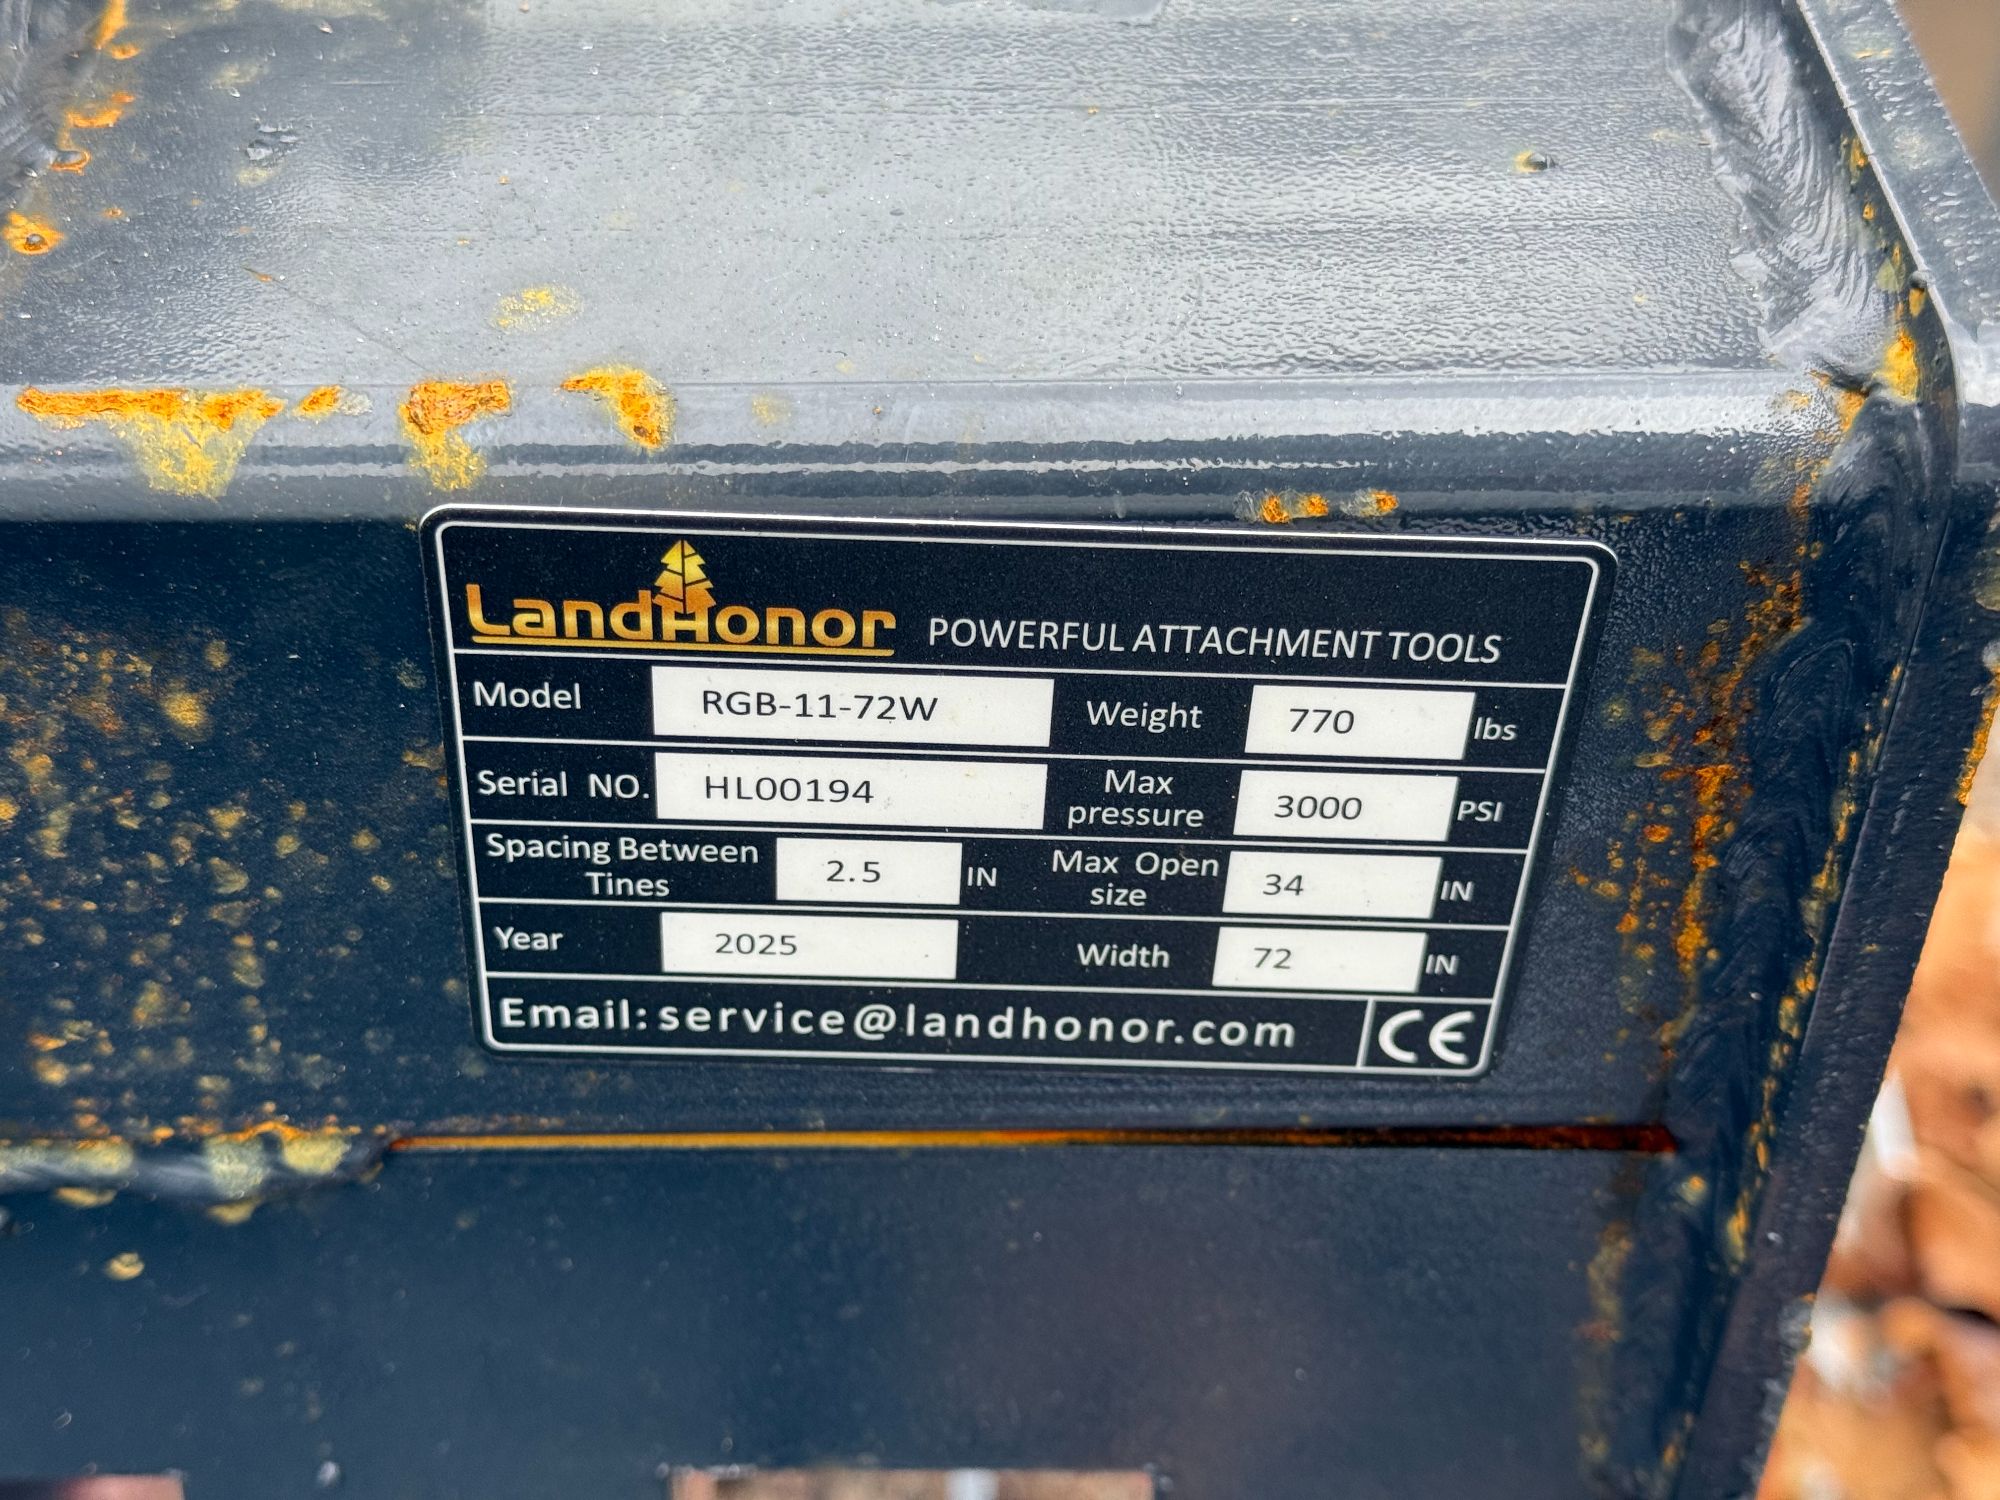 LandHonor POWERFUL ATTACHMENT TOOLS
Model RGB-11-72W Weight 770 lbs
Serial NO. HL00194 Max pressure 3000 PSI
Spacing Between Tines 2.5 IN Max Open size 34 IN
Year 2025 Width 72 IN
Email: service@landhonor.com CE